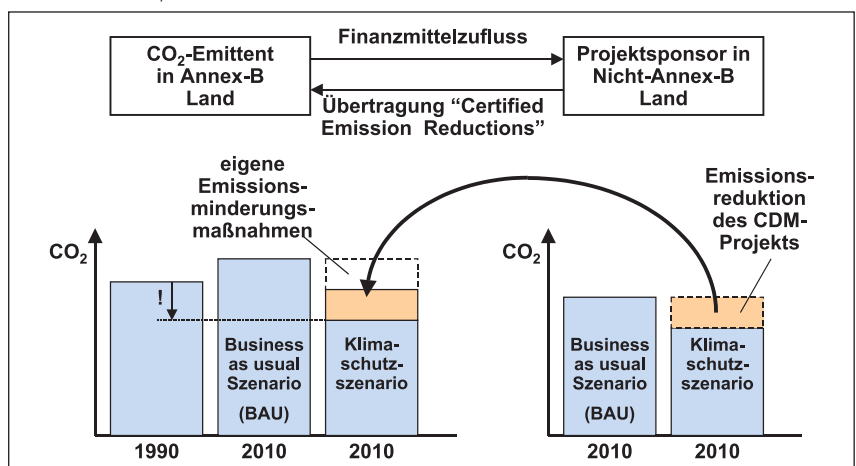 CO₂-Emittent
in Annex-B
Land
Finanzmittelzufluss
Übertragung “Certified
Emission Reductions”
Projektsponsor in
Nicht-Annex-B
Land
eigene
Emissions-
minderungs-
maßnahmen
Emissions-
reduktion
des CDM-
Projekts
CO₂
!
Business
as usual
Szenario
(BAU)
Klima-
schutz-
szenario
1990
2010
2010
CO₂
Business
as usual
Szenario
(BAU)
Klima-
schutz-
szenario
2010
2010